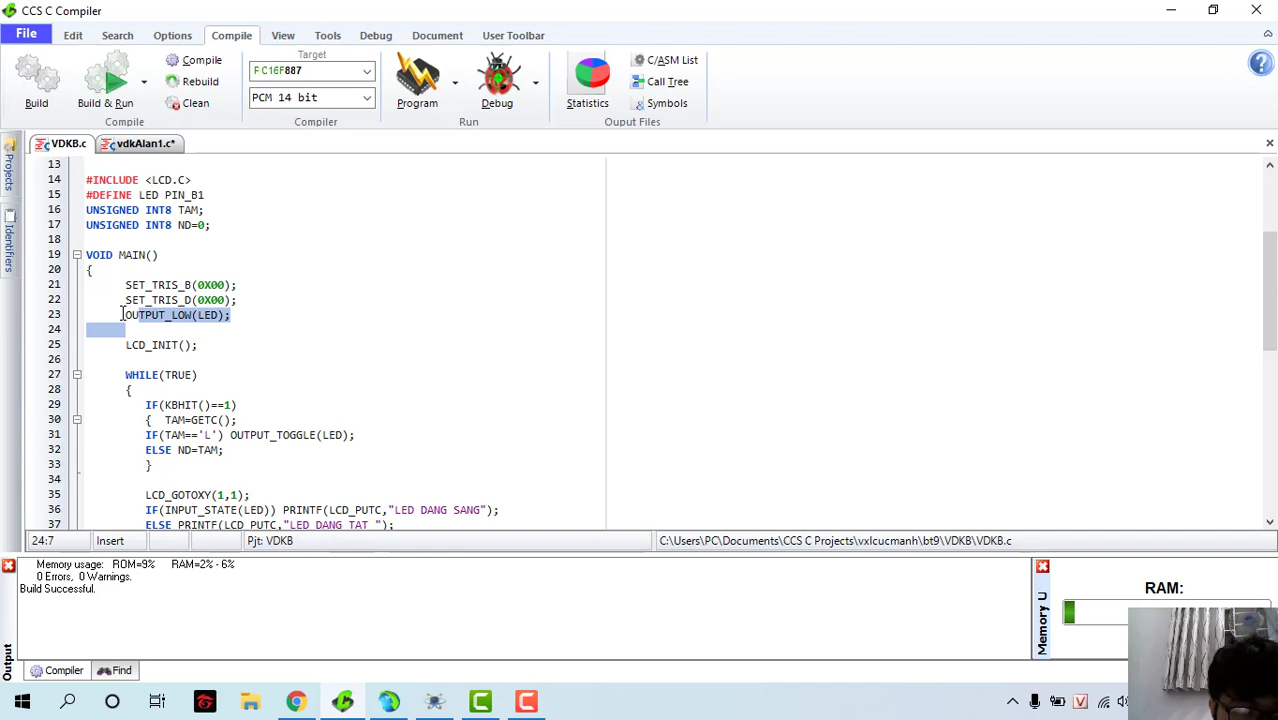 CCS C Compiler
File Edit Search Options Compile View Tools Debug Document User Toolbar
Build
Build & Run
Compile
Rebuild
Clean
Compile
Target
PIC16F887
PCM 14 bit
Compiler
Program
Debug
Run
Statistics
C/ASM List
Call Tree
Symbols
Ouput Files
Projects
Identifiers
VDKB.c vdkAlan1.c*
13
14 #INCLUDE <LCD.C>
15 #DEFINE LED PIN_B1
16 UNSIGNED INT8 TAM;
17 UNSIGNED INT8 ND=0;
18
19 VOID MAIN()
20 {
21 SET_TRIS_B(0X00);
22 SET_TRIS_D(0X00);
23 OUTPUT_LOW(LED);
24
25 LCD_INIT();
26
27 WHILE(TRUE)
28 {
29 IF(KBHIT()==1)
30 { TAM=GETC();
31 IF(TAM=='L') OUTPUT_TOGGLE(LED);
32 ELSE ND=TAM;
33 }
34
35 LCD_GOTOXY(1,1);
36 IF(INPUT_STATE(LED)) PRINTF(LCD_PUTC,"LED DANG SANG");
37 ELSE PRINTF(LCD_PUTC,"LED DANG TAT ");
24:7 Insert Pjt: VDKB C:\Users\PC\Documents\CCS C Projects\vxlcucmanh\bt9\VDKB\VDKB.c
Memory usage: ROM=9% RAM=2% - 6%
0 Errors, 0 Warnings.
Build Successful.
Output
Compiler Find
Memory U
RAM:
V